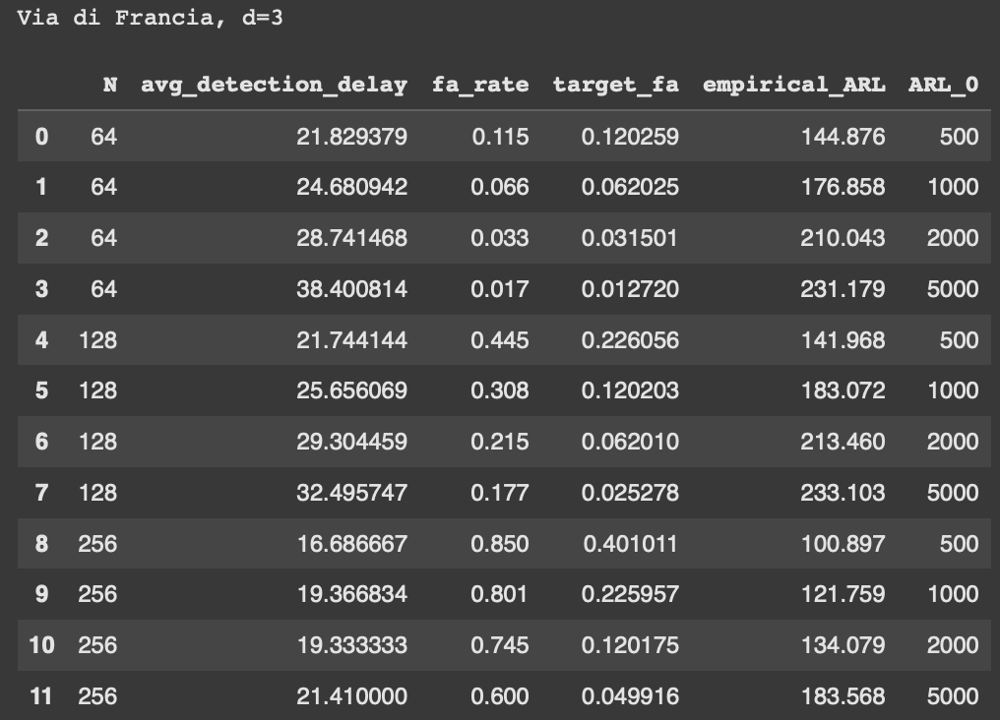 Via di Francia, d=3
N avg_detection_delay fa_rate target_fa empirical_ARL ARL_0
0 64 21.829379 0.115 0.120259 144.876 500
1 64 24.680942 0.066 0.062025 176.858 1000
2 64 28.741468 0.033 0.031501 210.043 2000
3 64 38.400814 0.017 0.012720 231.179 5000
4 128 21.744144 0.445 0.226056 141.968 500
5 128 25.656069 0.308 0.120203 183.072 1000
6 128 29.304459 0.215 0.062010 213.460 2000
7 128 32.495747 0.177 0.025278 233.103 5000
8 256 16.686667 0.850 0.401011 100.897 500
9 256 19.366834 0.801 0.225957 121.759 1000
10 256 19.333333 0.745 0.120175 134.079 2000
11 256 21.410000 0.600 0.049916 183.568 5000